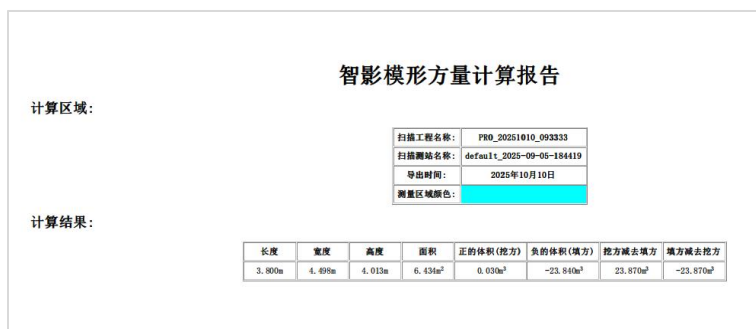 智影模形方量计算报告
计算区域:
扫描工程名称: PRO_20251010_093333
扫描测站名称: default_2025-09-05-184419
导出时间: 2025年10月10日
测量区域颜色:
计算结果:
长度 宽度 高度 面积 正的体积(挖方) 负的体积(填方) 挖方减去填方 填方减去挖方
3.800m 4.498m 4.013m 6.434m² 0.030m³ -23.840m³ 23.870m³ -23.870m³